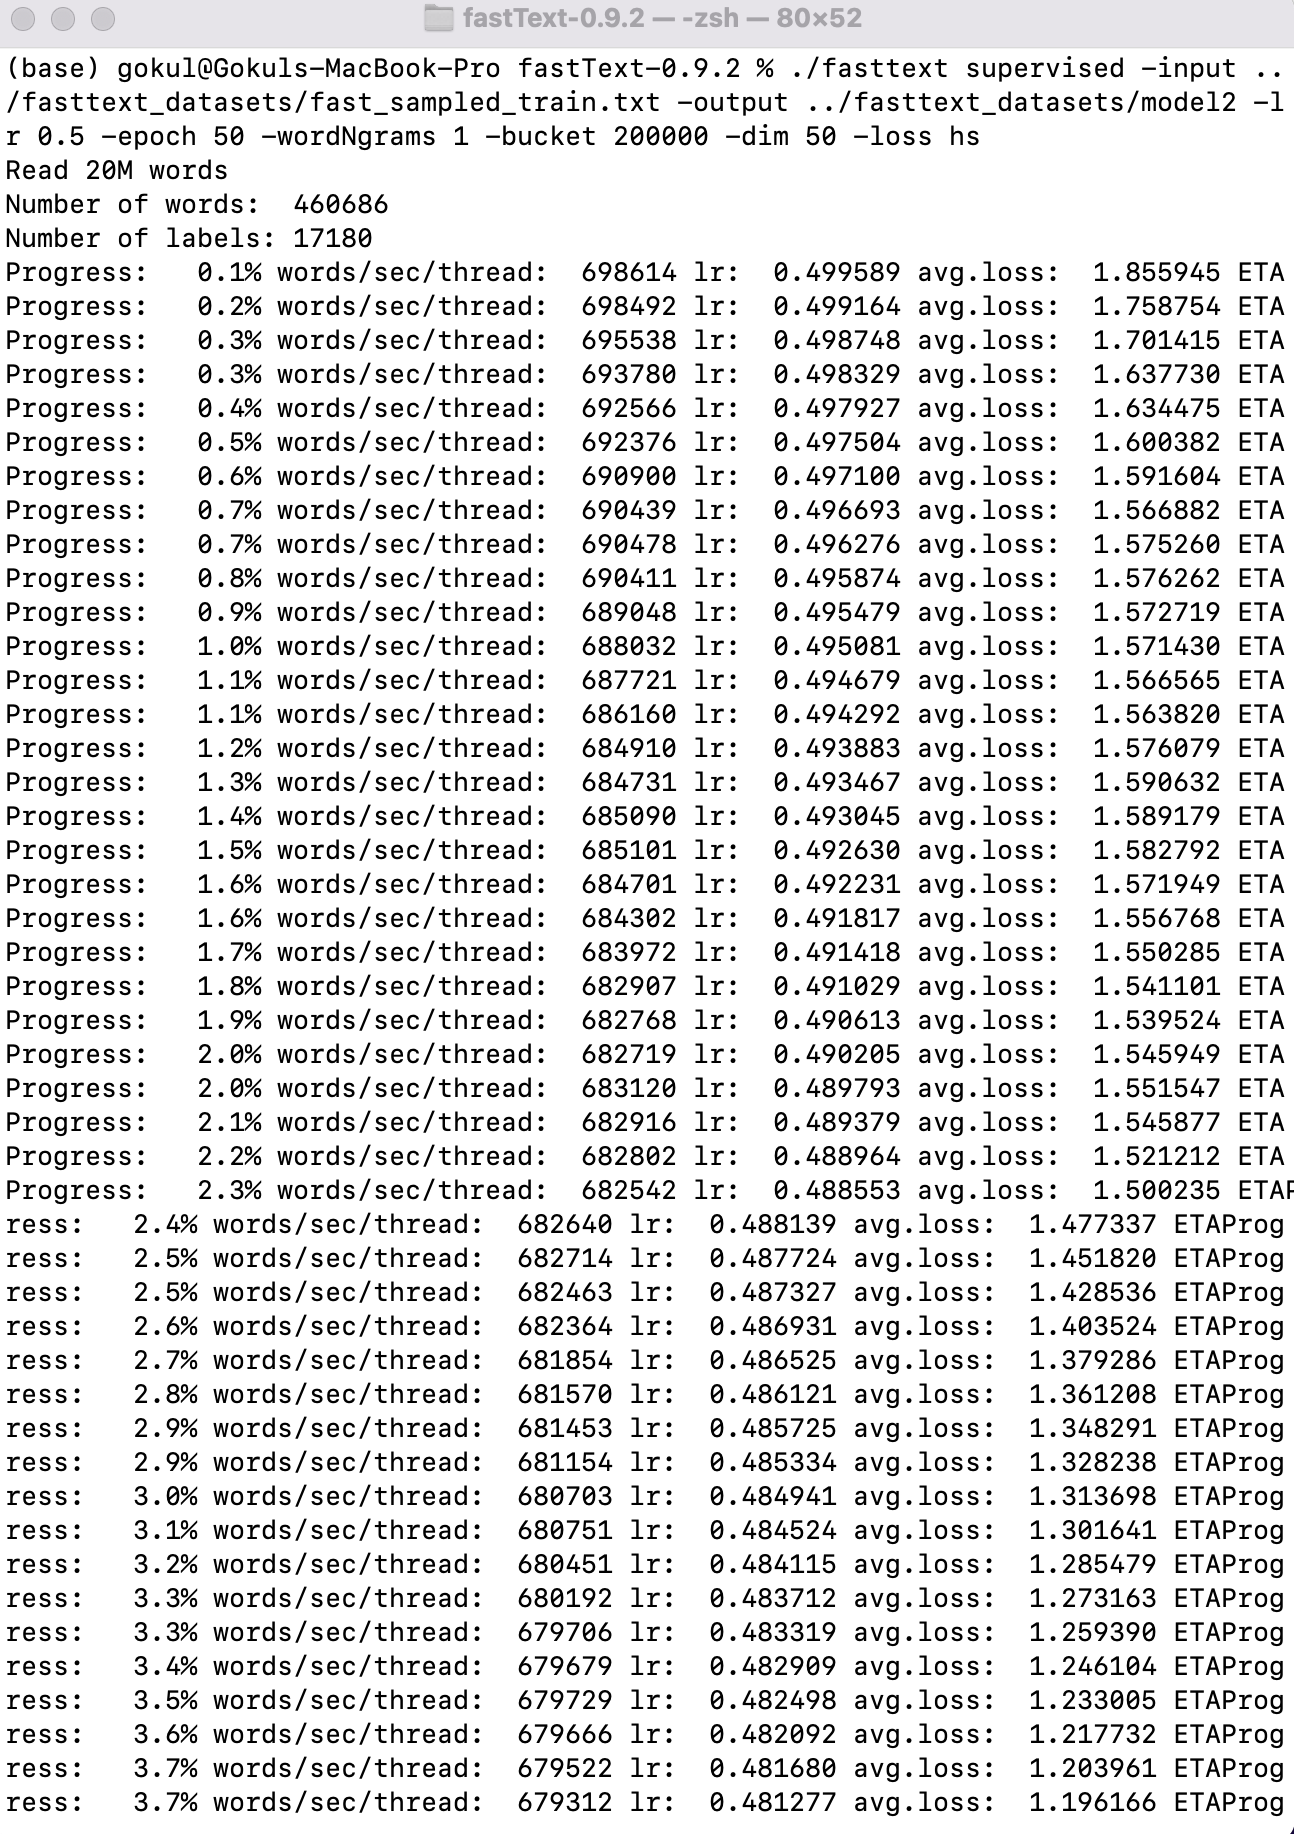 fastText-0.9.2 — -zsh — 80×52
(base) gokul@Gokuls-MacBook-Pro fastText-0.9.2 % ./fasttext supervised -input ..
/fasttext_datasets/fast_sampled_train.txt -output ../fasttext_datasets/model2 -l
r 0.5 -epoch 50 -wordNgrams 1 -bucket 200000 -dim 50 -loss hs
Read 20M words
Number of words:  460686
Number of labels: 17180
Progress:   0.1% words/sec/thread:  698614 lr:  0.499589 avg.loss:  1.855945 ETA
Progress:   0.2% words/sec/thread:  698492 lr:  0.499164 avg.loss:  1.758754 ETA
Progress:   0.3% words/sec/thread:  695538 lr:  0.498748 avg.loss:  1.701415 ETA
Progress:   0.3% words/sec/thread:  693780 lr:  0.498329 avg.loss:  1.637730 ETA
Progress:   0.4% words/sec/thread:  692566 lr:  0.497927 avg.loss:  1.634475 ETA
Progress:   0.5% words/sec/thread:  692376 lr:  0.497504 avg.loss:  1.600382 ETA
Progress:   0.6% words/sec/thread:  690900 lr:  0.497100 avg.loss:  1.591604 ETA
Progress:   0.7% words/sec/thread:  690439 lr:  0.496693 avg.loss:  1.566882 ETA
Progress:   0.7% words/sec/thread:  690478 lr:  0.496276 avg.loss:  1.575260 ETA
Progress:   0.8% words/sec/thread:  690411 lr:  0.495874 avg.loss:  1.576262 ETA
Progress:   0.9% words/sec/thread:  689048 lr:  0.495479 avg.loss:  1.572719 ETA
Progress:   1.0% words/sec/thread:  688032 lr:  0.495081 avg.loss:  1.571430 ETA
Progress:   1.1% words/sec/thread:  687721 lr:  0.494679 avg.loss:  1.566565 ETA
Progress:   1.1% words/sec/thread:  686160 lr:  0.494292 avg.loss:  1.563820 ETA
Progress:   1.2% words/sec/thread:  684910 lr:  0.493883 avg.loss:  1.576079 ETA
Progress:   1.3% words/sec/thread:  684731 lr:  0.493467 avg.loss:  1.590632 ETA
Progress:   1.4% words/sec/thread:  685090 lr:  0.493045 avg.loss:  1.589179 ETA
Progress:   1.5% words/sec/thread:  685101 lr:  0.492630 avg.loss:  1.582792 ETA
Progress:   1.6% words/sec/thread:  684701 lr:  0.492231 avg.loss:  1.571949 ETA
Progress:   1.6% words/sec/thread:  684302 lr:  0.491817 avg.loss:  1.556768 ETA
Progress:   1.7% words/sec/thread:  683972 lr:  0.491418 avg.loss:  1.550285 ETA
Progress:   1.8% words/sec/thread:  682907 lr:  0.491029 avg.loss:  1.541101 ETA
Progress:   1.9% words/sec/thread:  682768 lr:  0.490613 avg.loss:  1.539524 ETA
Progress:   2.0% words/sec/thread:  682719 lr:  0.490205 avg.loss:  1.545949 ETA
Progress:   2.0% words/sec/thread:  683120 lr:  0.489793 avg.loss:  1.551547 ETA
Progress:   2.1% words/sec/thread:  682916 lr:  0.489379 avg.loss:  1.545877 ETA
Progress:   2.2% words/sec/thread:  682802 lr:  0.488964 avg.loss:  1.521212 ETA
Progress:   2.3% words/sec/thread:  682542 lr:  0.488553 avg.loss:  1.500235 ETAP
ress:   2.4% words/sec/thread:  682640 lr:  0.488139 avg.loss:  1.477337 ETAProg
ress:   2.5% words/sec/thread:  682714 lr:  0.487724 avg.loss:  1.451820 ETAProg
ress:   2.5% words/sec/thread:  682463 lr:  0.487327 avg.loss:  1.428536 ETAProg
ress:   2.6% words/sec/thread:  682364 lr:  0.486931 avg.loss:  1.403524 ETAProg
ress:   2.7% words/sec/thread:  681854 lr:  0.486525 avg.loss:  1.379286 ETAProg
ress:   2.8% words/sec/thread:  681570 lr:  0.486121 avg.loss:  1.361208 ETAProg
ress:   2.9% words/sec/thread:  681453 lr:  0.485725 avg.loss:  1.348291 ETAProg
ress:   2.9% words/sec/thread:  681154 lr:  0.485334 avg.loss:  1.328238 ETAProg
ress:   3.0% words/sec/thread:  680703 lr:  0.484941 avg.loss:  1.313698 ETAProg
ress:   3.1% words/sec/thread:  680751 lr:  0.484524 avg.loss:  1.301641 ETAProg
ress:   3.2% words/sec/thread:  680451 lr:  0.484115 avg.loss:  1.285479 ETAProg
ress:   3.3% words/sec/thread:  680192 lr:  0.483712 avg.loss:  1.273163 ETAProg
ress:   3.3% words/sec/thread:  679706 lr:  0.483319 avg.loss:  1.259390 ETAProg
ress:   3.4% words/sec/thread:  679679 lr:  0.482909 avg.loss:  1.246104 ETAProg
ress:   3.5% words/sec/thread:  679729 lr:  0.482498 avg.loss:  1.233005 ETAProg
ress:   3.6% words/sec/thread:  679666 lr:  0.482092 avg.loss:  1.217732 ETAProg
ress:   3.7% words/sec/thread:  679522 lr:  0.481680 avg.loss:  1.203961 ETAProg
ress:   3.7% words/sec/thread:  679312 lr:  0.481277 avg.loss:  1.196166 ETAProg